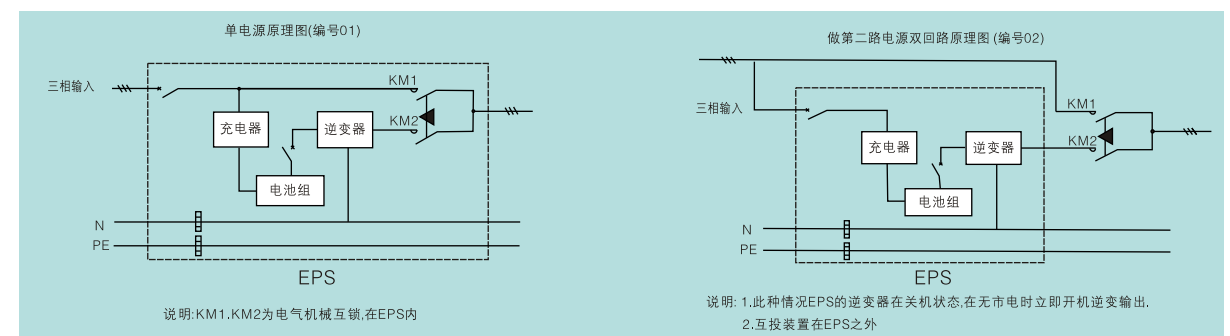 单电源原理图(编号01)
三相输入
KM1
KM2
充电器
逆变器
电池组
N
PE
EPS
说明:KM1.KM2为电气机械互锁,在EPS内
做第二路电源双回路原理图 (编号02)
三相输入
KM1
KM2
充电器
逆变器
电池组
N
PE
EPS
说明: 1.此种情况EPS的逆变器在关机状态,在无市电时立即开机逆变输出.
2.互投装置在EPS之外